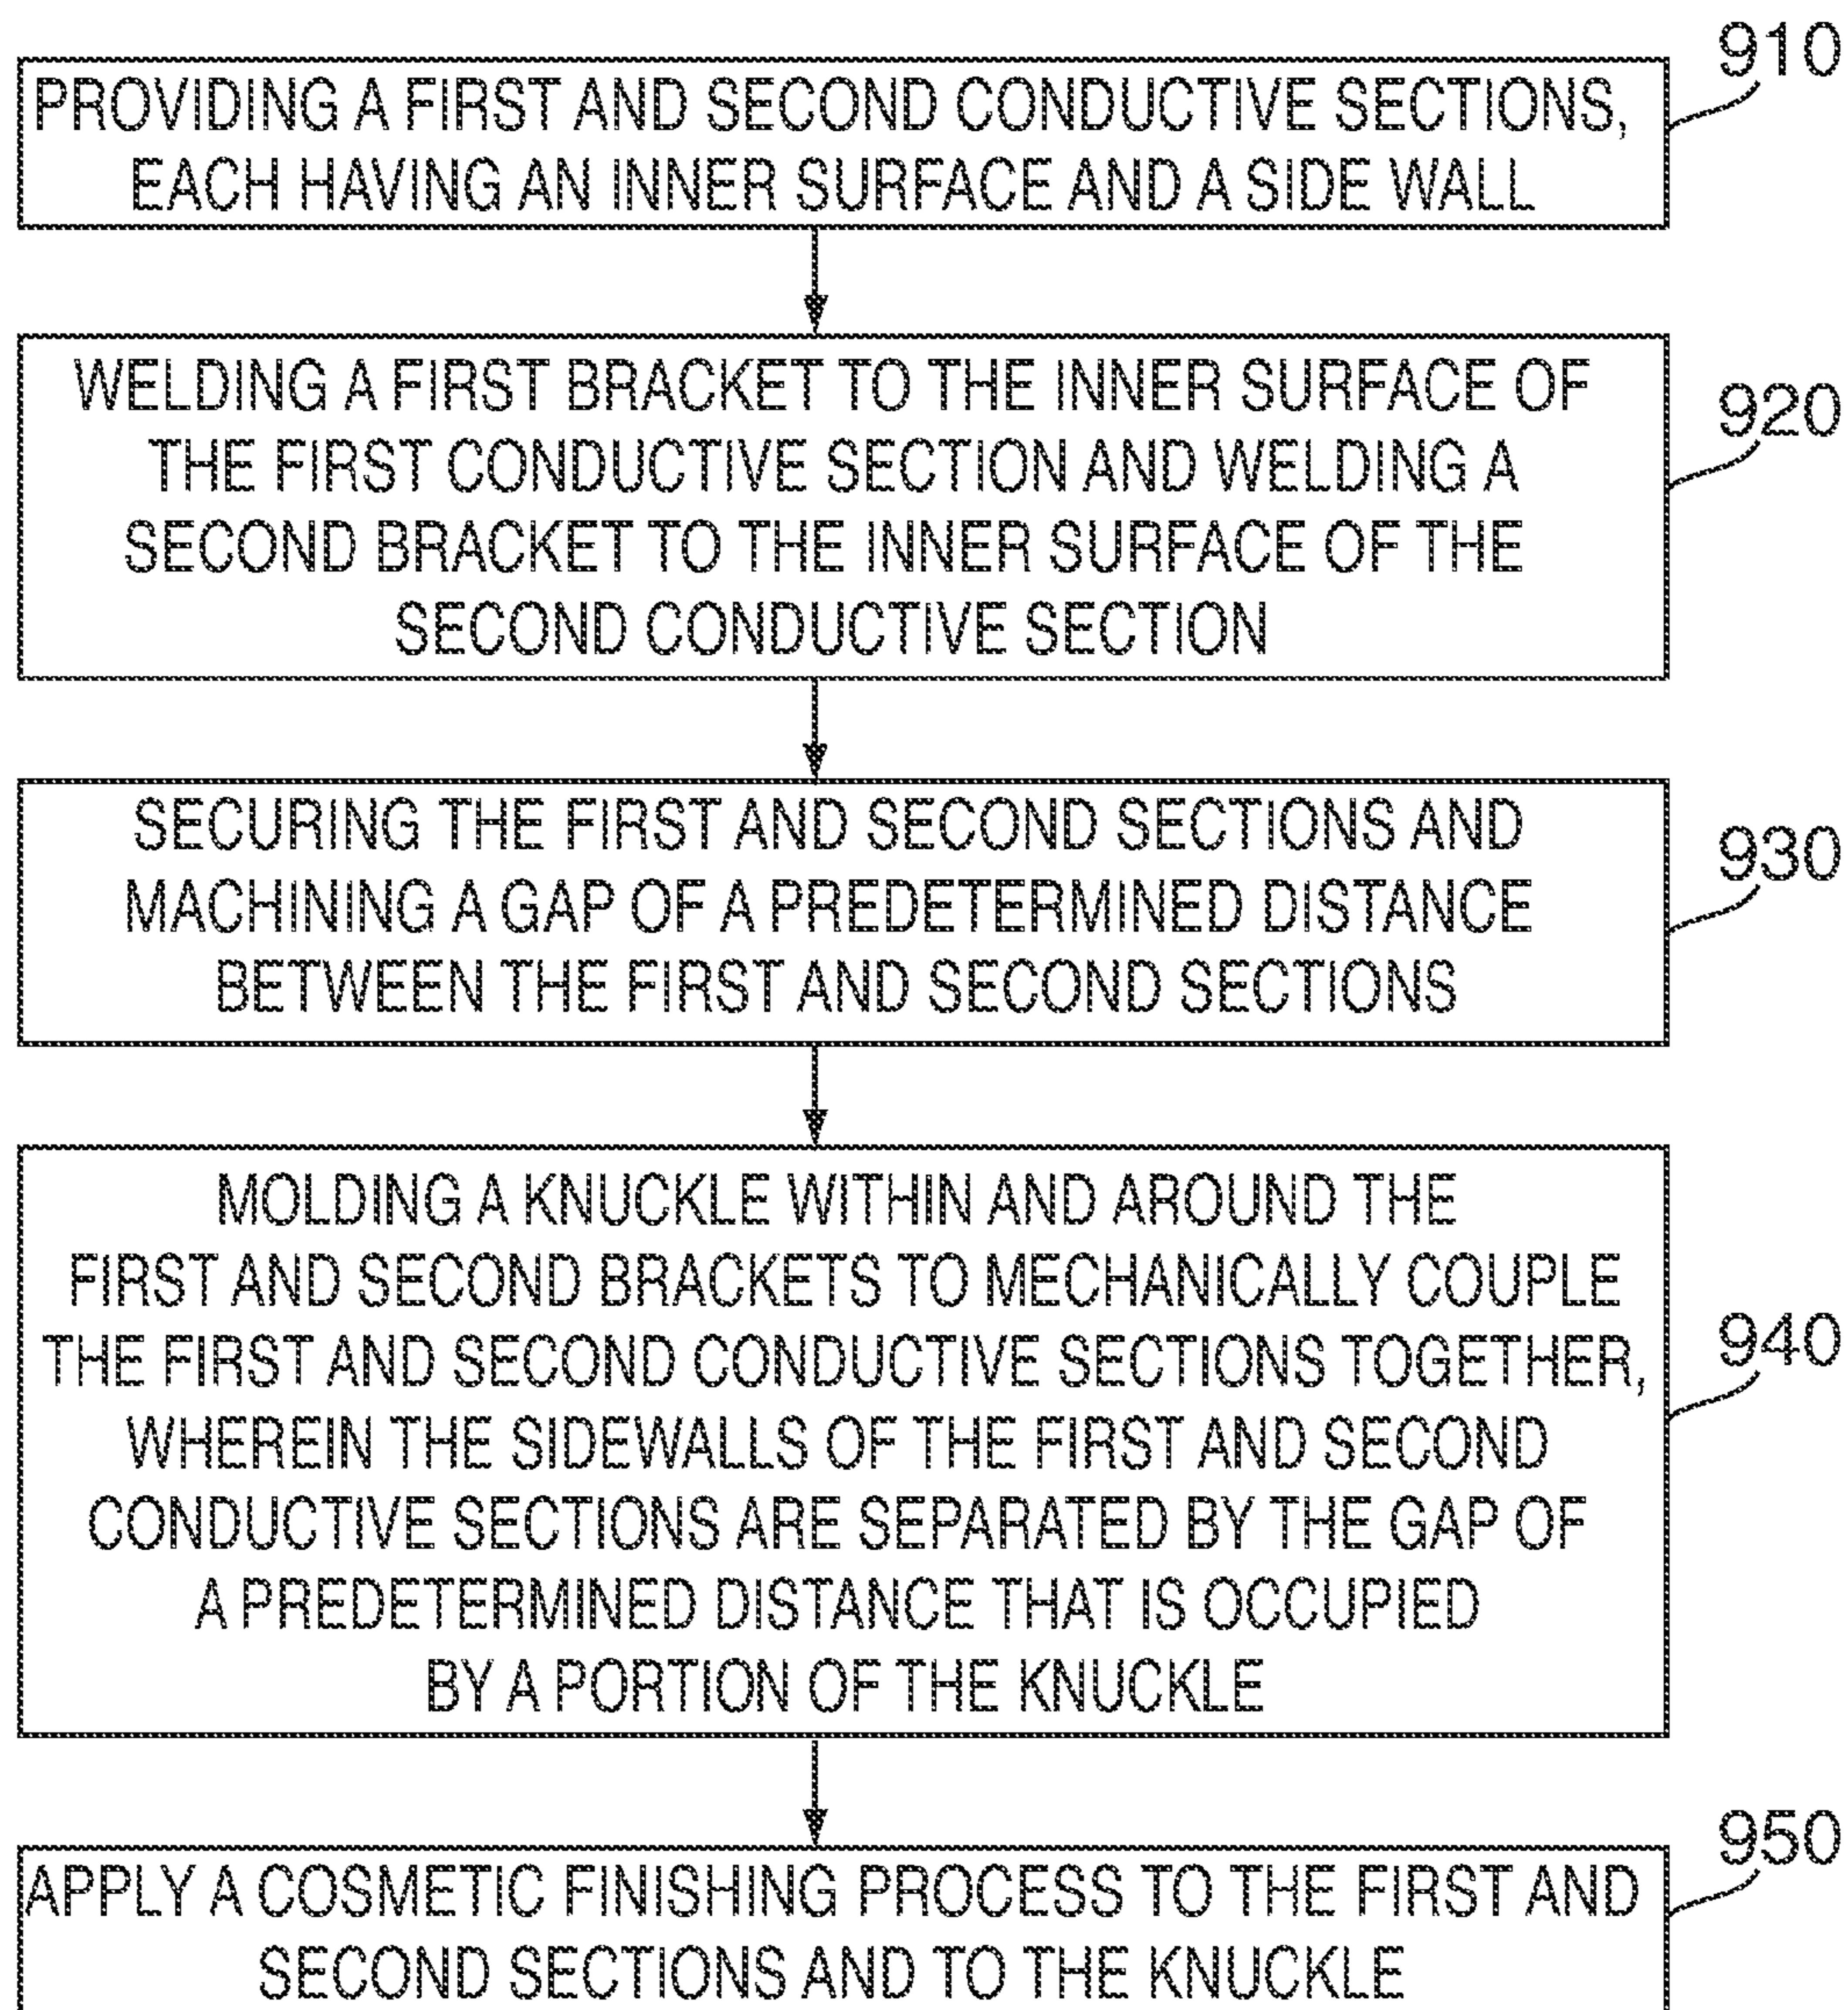 910
PROVIDING A FIRST AND SECOND CONDUCTIVE SECTIONS,
EACH HAVING AN INNER SURFACE AND A SIDE WALL
920
WELDING A FIRST BRACKET TO THE INNER SURFACE OF
THE FIRST CONDUCTIVE SECTION AND WELDING A
SECOND BRACKET TO THE INNER SURFACE OF THE
SECOND CONDUCTIVE SECTION
930
SECURING THE FIRST AND SECOND SECTIONS AND
MACHINING A GAP OF A PREDETERMINED DISTANCE
BETWEEN THE FIRST AND SECOND SECTIONS
940
MOLDING A KNUCKLE WITHIN AND AROUND THE
FIRST AND SECOND BRACKETS TO MECHANICALLY COUPLE
THE FIRST AND SECOND CONDUCTIVE SECTIONS TOGETHER,
WHEREIN THE SIDEWALLS OF THE FIRST AND SECOND
CONDUCTIVE SECTIONS ARE SEPARATED BY THE GAP OF
A PREDETERMINED DISTANCE THAT IS OCCUPIED
BY A PORTION OF THE KNUCKLE
950
APPLY A COSMETIC FINISHING PROCESS TO THE FIRST AND
SECOND SECTIONS AND TO THE KNUCKLE